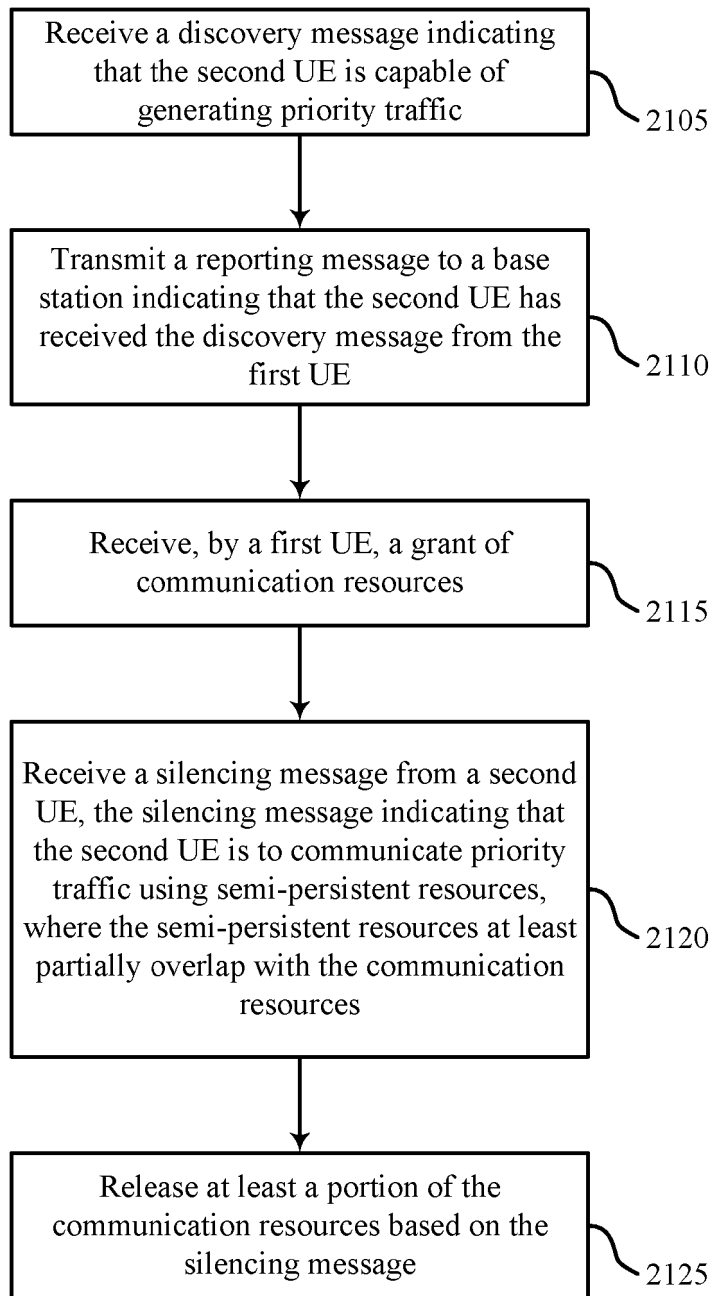 Receive a discovery message indicating
that the second UE is capable of
generating priority traffic
2105
Transmit a reporting message to a base
station indicating that the second UE has
received the discovery message from the
first UE
2110
Receive, by a first UE, a grant of
communication resources
2115
Receive a silencing message from a second
UE, the silencing message indicating that
the second UE is to communicate priority
traffic using semi-persistent resources,
where the semi-persistent resources at least
partially overlap with the communication
resources
2120
Release at least a portion of the
communication resources based on the
silencing message
2125